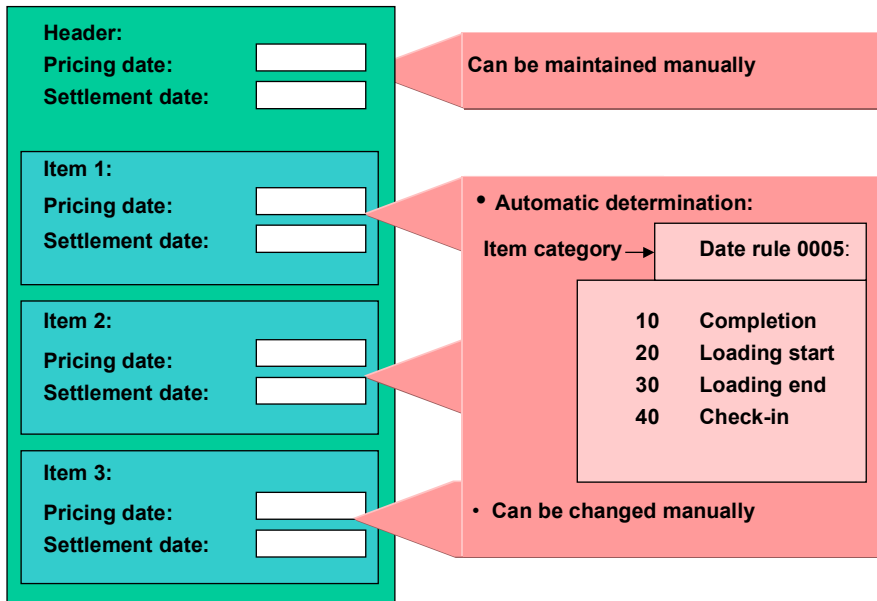 Header:
Pricing date:
Settlement date:
Can be maintained manually
Item 1:
Pricing date:
Settlement date:
Item 2:
Pricing date:
Settlement date:
Item 3:
Pricing date:
Settlement date:
• Automatic determination:
Item category → Date rule 0005:
10 Completion
20 Loading start
30 Loading end
40 Check-in
• Can be changed manually